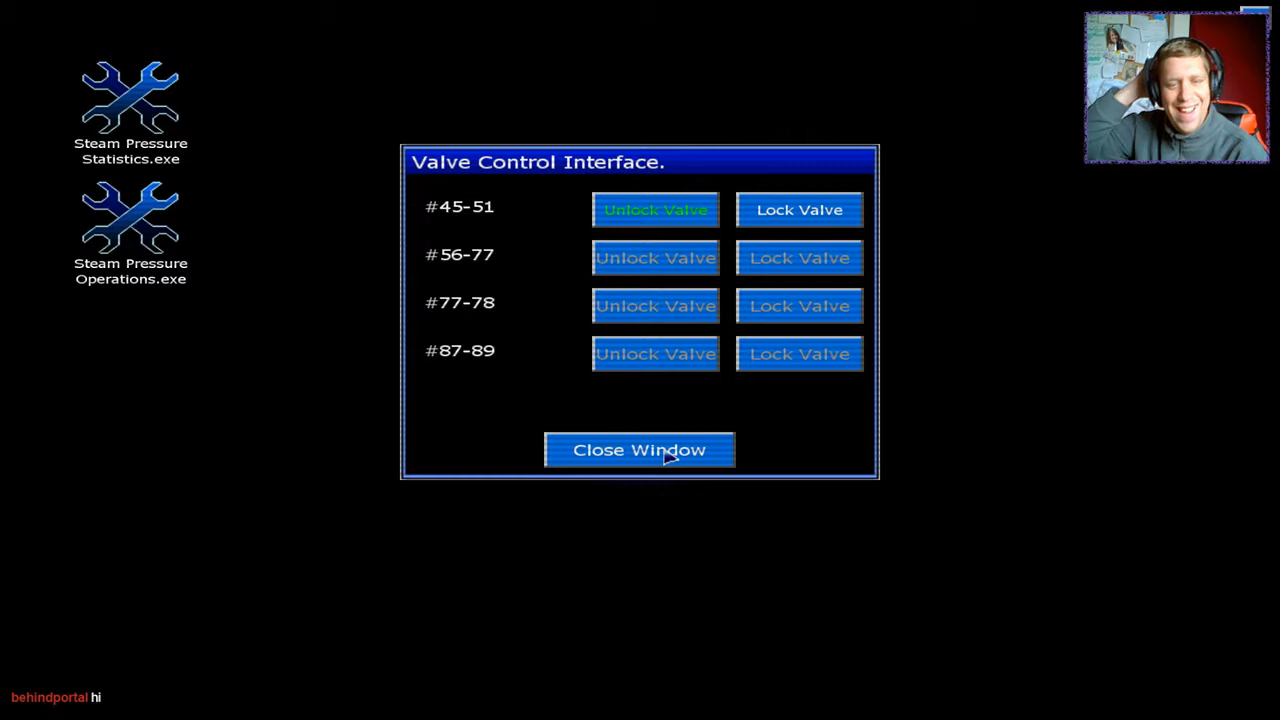 Steam Pressure
Statistics.exe
Steam Pressure
Operations.exe
Valve Control Interface.
#45-51 Unlock Valve Lock Valve
#56-77 Unlock Valve Lock Valve
#77-78 Unlock Valve Lock Valve
#87-89 Unlock Valve Lock Valve
Close Window
behindportal hi